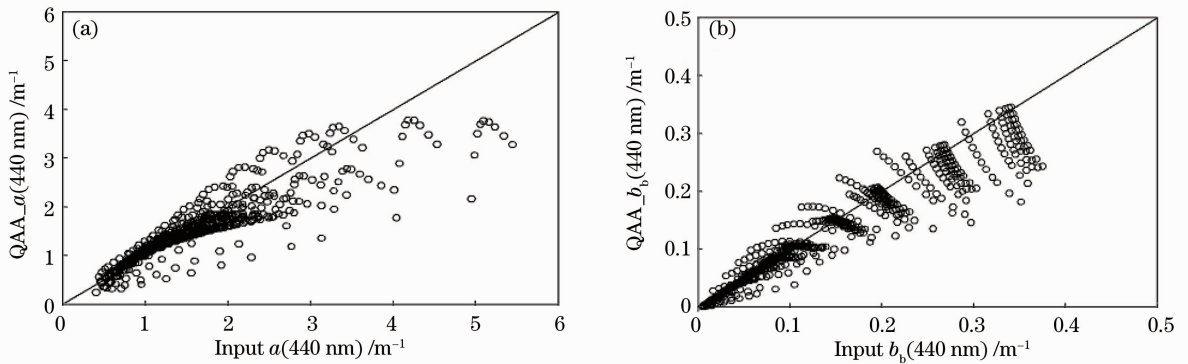 (a)
6
5
4
3
2
1
0
QAA_a(440 nm) /m⁻¹
0 1 2 3 4 5 6
Input a(440 nm) /m⁻¹
(b)
0.5
0.4
0.3
0.2
0.1
0
QAA_b_b(440 nm) /m⁻¹
0 0.1 0.2 0.3 0.4 0.5
Input b_b(440 nm) /m⁻¹